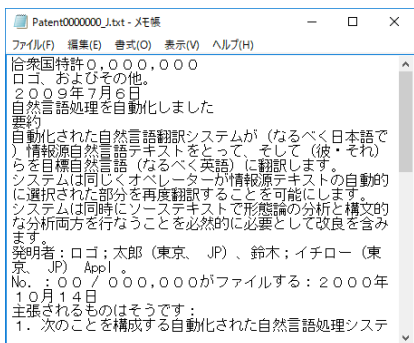 Patent0000000_J.txt - メモ帳
ファイル(F) 編集(E) 書式(O) 表示(V) ヘルプ(H)
合衆国特許０,０００,０００
ロゴ、およびその他。
２００９年７月６日
自然言語処理を自動化しました
要約
自動化された自然言語翻訳システムが（なるべく日本語で
）情報源自然言語テキストをとって、そして（彼・それ）
らを目標自然言語（なるべく英語）に翻訳します。
システムは同じくオペレーターが情報源テキストの自動的
に選択された部分を再度翻訳することを可能にします。
システムは同時にソーステキストで形態論の分析と構文的
な分析両方を行なうことを必然的に必要として改良を含み
ます。
発明者：ロゴ；太郎（東京、 JP）、鈴木；イチロー（東
京、 JP） Appl 。
No. ：００／０００,０００がファイルする：２０００年
１０月１４日
主張されるものはそうです：
１．次のことを構成する自動化された自然言語処理システ